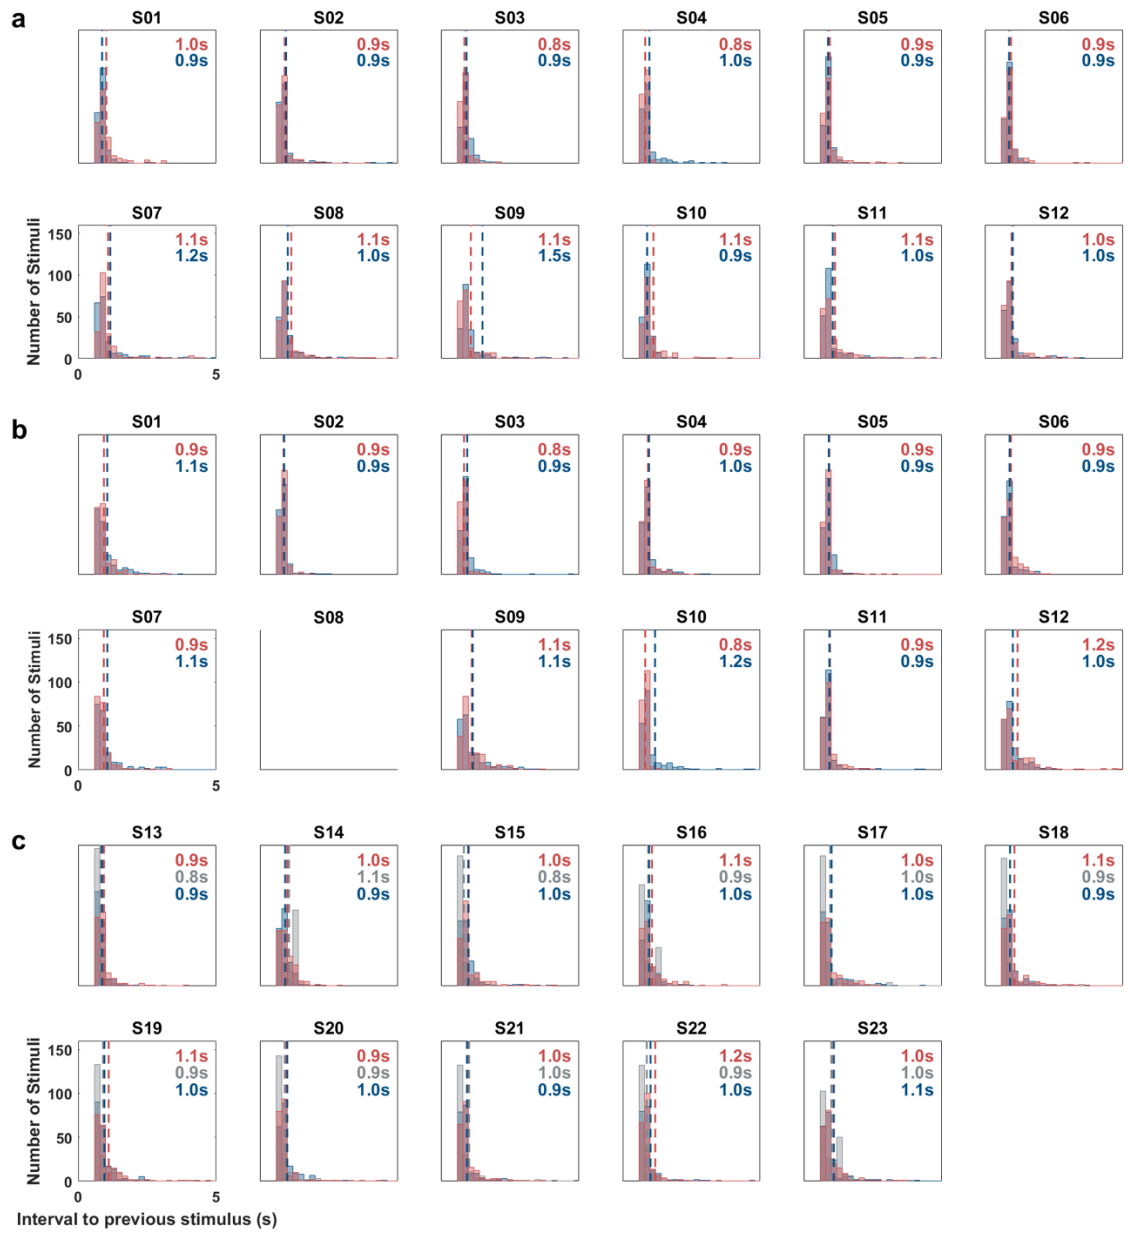 a
S01 S02 S03 S04 S05 S06
1.0s 0.9s 0.8s 0.8s 0.9s 0.9s
0.9s 0.9s 0.9s 1.0s 0.9s 0.9s
S07 S08 S09 S10 S11 S12
150
1.1s 1.1s 1.1s 1.1s 1.1s 1.0s
1.2s 1.0s 1.5s 0.9s 1.0s 1.0s
100
50
0
Number of Stimuli
0 5
b
S01 S02 S03 S04 S05 S06
0.9s 0.9s 0.8s 0.9s 0.9s 0.9s
1.1s 0.9s 0.9s 1.0s 0.9s 0.9s
S07 S08 S09 S10 S11 S12
150
0.9s 1.1s 0.8s 0.9s 1.2s
1.1s 1.1s 1.2s 0.9s 1.0s
100
50
0
Number of Stimuli
0 5
c
S13 S14 S15 S16 S17 S18
0.9s 1.0s 1.0s 1.1s 1.0s 1.1s
0.8s 1.1s 0.8s 0.9s 1.0s 0.9s
0.9s 0.9s 1.0s 1.0s 1.0s 0.9s
S19 S20 S21 S22 S23
150
1.1s 0.9s 1.0s 1.2s 1.0s
0.9s 0.9s 1.0s 0.9s 1.0s
1.0s 1.0s 0.9s 1.0s 1.1s
100
50
0
Number of Stimuli
0 5
Interval to previous stimulus (s)